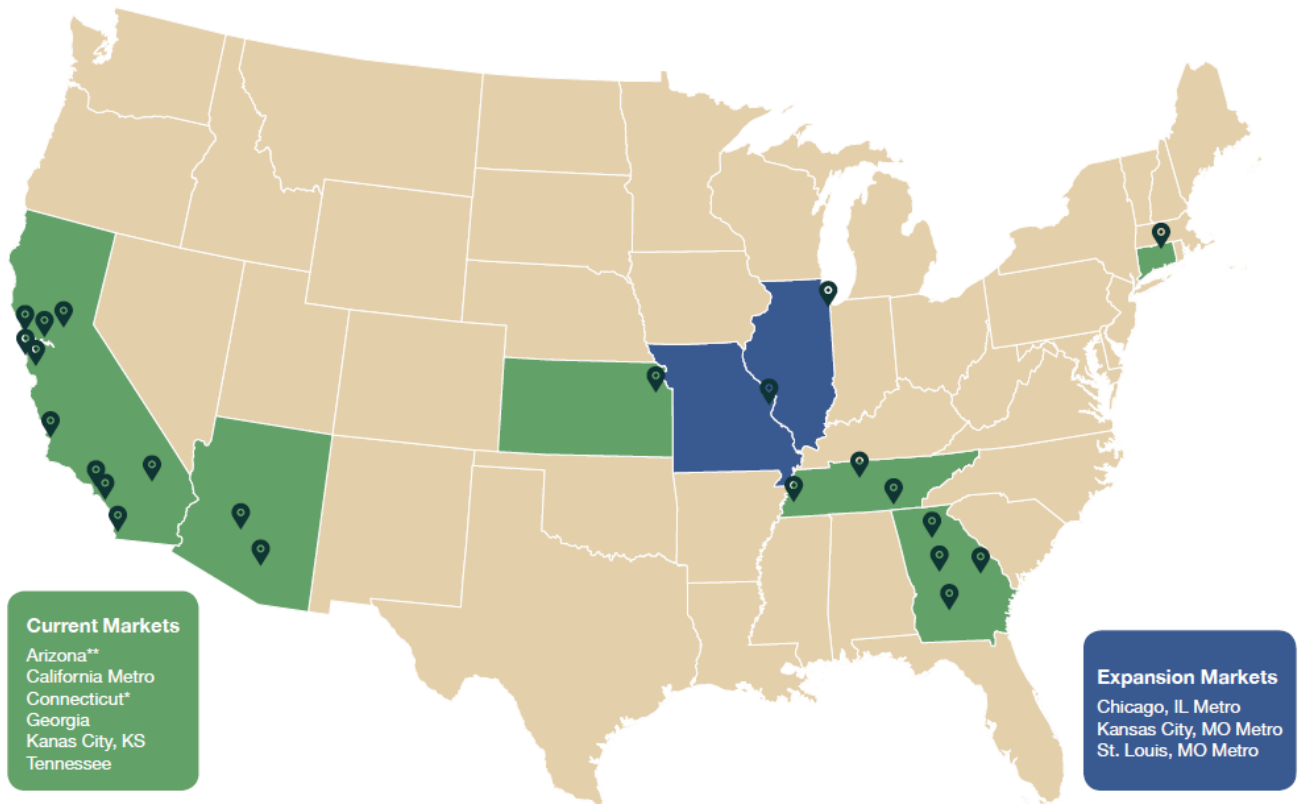 Current Markets
Arizona**
California Metro
Connecticut*
Georgia
Kanas City, KS
Tennessee
Expansion Markets
Chicago, IL Metro
Kansas City, MO Metro
St. Louis, MO Metro